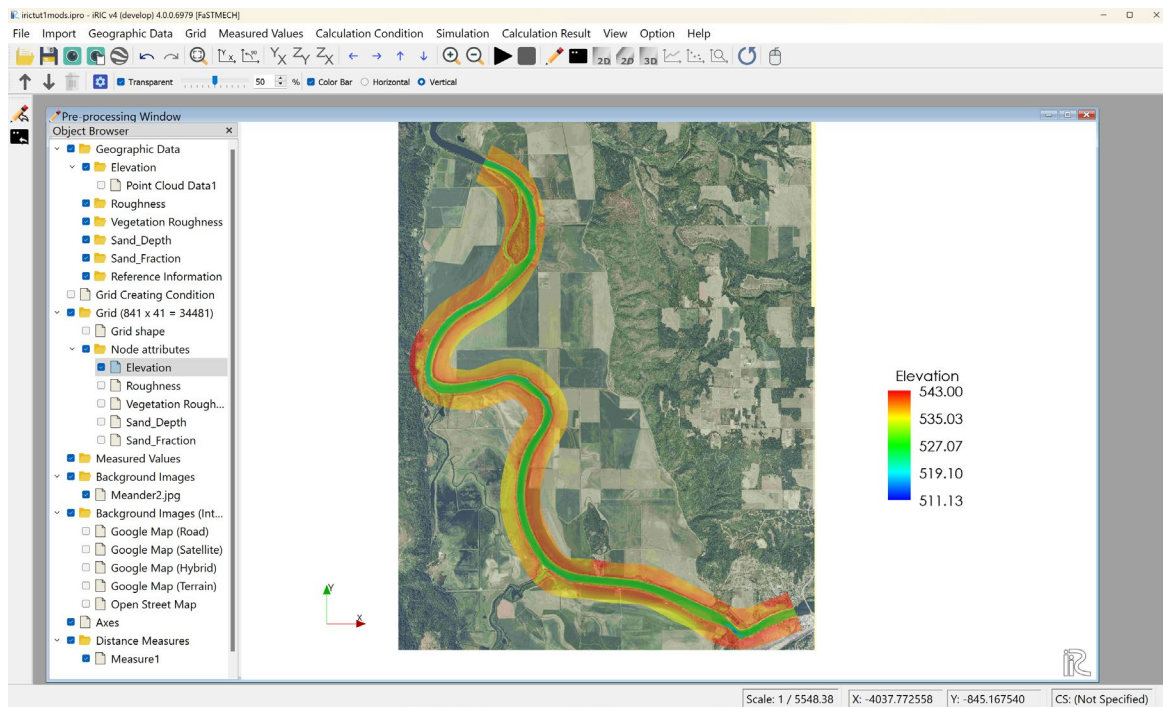 irictut1mods.ipro - iRIC v4 (develop) 4.0.0.6979 [FaSTMECH]
File Import Geographic Data Grid Measured Values Calculation Condition Simulation Calculation Result View Option Help
2D 2D 3D
Transparent 50 % Color Bar Horizontal Vertical
Pre-processing Window
Object Browser
Geographic Data
Elevation
Point Cloud Data1
Roughness
Vegetation Roughness
Sand_Depth
Sand_Fraction
Reference Information
Grid Creating Condition
Grid (841 x 41 = 34481)
Grid shape
Node attributes
Elevation
Roughness
Vegetation Rough...
Sand_Depth
Sand_Fraction
Measured Values
Background Images
Meander2.jpg
Background Images (Int...
Google Map (Road)
Google Map (Satellite)
Google Map (Hybrid)
Google Map (Terrain)
Open Street Map
Axes
Distance Measures
Measure1
Y
X
Elevation
543.00
535.03
527.07
519.10
511.13
iRIC
Scale: 1 / 5548.38 X: -4037.772558 Y: -845.167540 CS: (Not Specified)